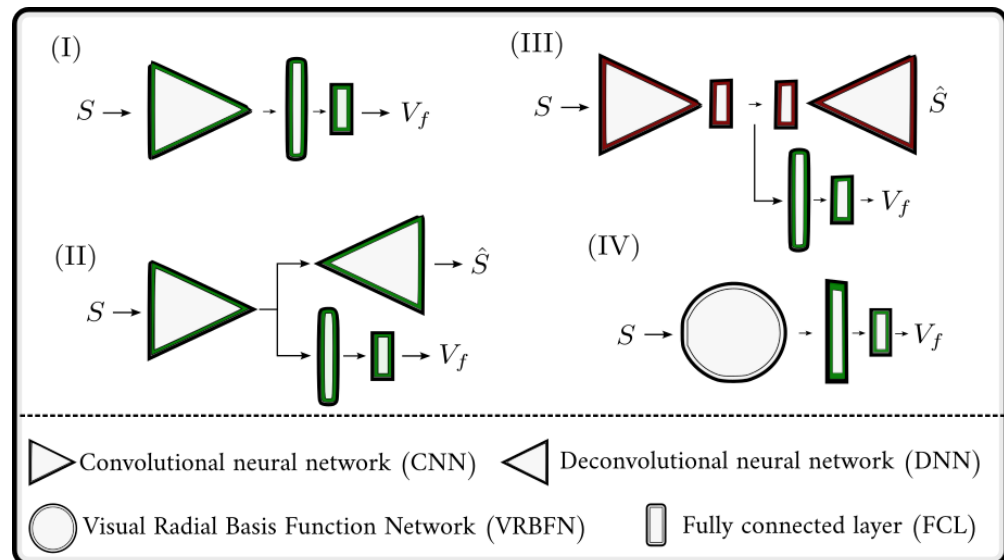 (I)
S
V_f
(II)
S
Ŝ
V_f
(III)
S
Ŝ
V_f
(IV)
S
V_f
Convolutional neural network (CNN)
Deconvolutional neural network (DNN)
Visual Radial Basis Function Network (VRBFN)
Fully connected layer (FCL)